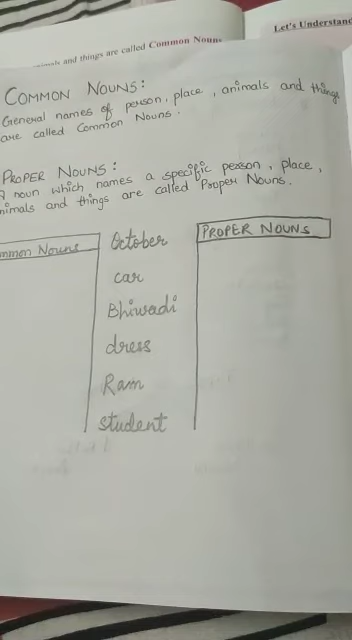 Let's Understand
and things are called Common Nouns
COMMON NOUNS:
General names of person, place, animals and things
are called Common Nouns.
PROPER NOUNS:
A noun which names a specific person, place,
nimals and things are called Proper Nouns.
mmon Nouns
October
PROPER NOUNS
car
Bhiwadi
dress
Ram
student